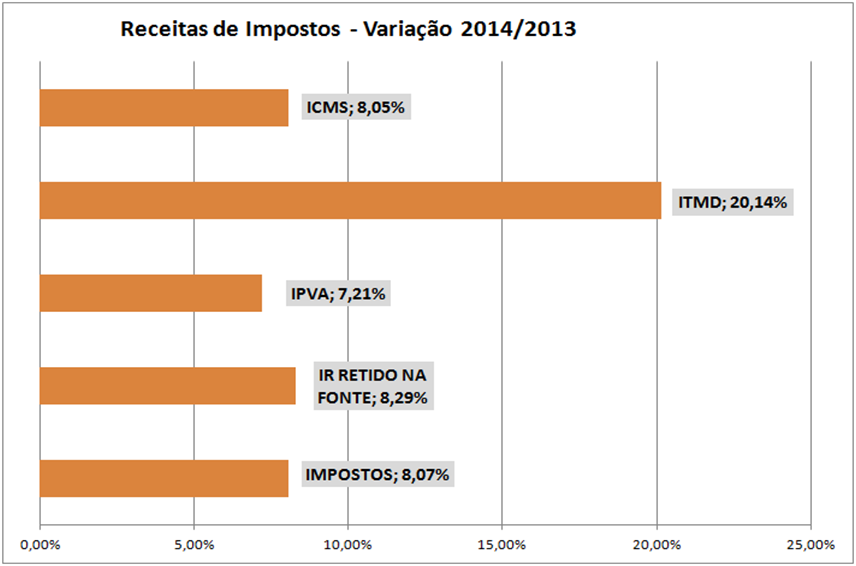 Receitas de Impostos - Variação 2014/2013
ICMS; 8,05%
ITMD; 20,14%
IPVA; 7,21%
IR RETIDO NA
FONTE; 8,29%
IMPOSTOS; 8,07%
0,00% 5,00% 10,00% 15,00% 20,00% 25,00%